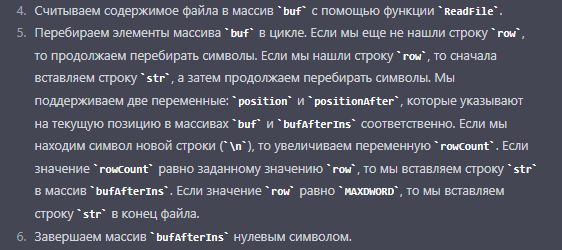 4. Считываем содержимое файла в массив `buf` с помощью функции `ReadFile`.
5. Перебираем элементы массива `buf` в цикле. Если мы еще не нашли строку `row`,
то продолжаем перебирать символы. Если мы нашли строку `row`, то сначала
вставляем строку `str`, а затем продолжаем перебирать символы. Мы
поддерживаем две переменные: `position` и `positionAfter`, которые указывают
на текущую позицию в массивах `buf` и `bufAfterIns` соответственно. Если мы
находим символ новой строки (`\n`), то увеличиваем переменную `rowCount`. Если
значение `rowCount` равно заданному значению `row`, то мы вставляем строку `str`
в массив `bufAfterIns`. Если значение `row` равно `MAXDWORD`, то мы вставляем
строку `str` в конец файла.
6. Завершаем массив `bufAfterIns` нулевым символом.